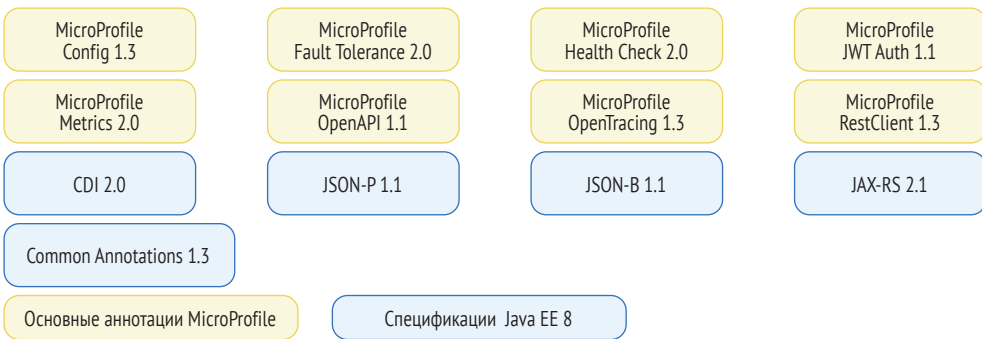 MicroProfile
Config 1.3
MicroProfile
Fault Tolerance 2.0
MicroProfile
Health Check 2.0
MicroProfile
JWT Auth 1.1
MicroProfile
Metrics 2.0
MicroProfile
OpenAPI 1.1
MicroProfile
OpenTracing 1.3
MicroProfile
RestClient 1.3
CDI 2.0
JSON-P 1.1
JSON-B 1.1
JAX-RS 2.1
Common Annotations 1.3
Основные аннотации MicroProfile
Спецификации Java EE 8